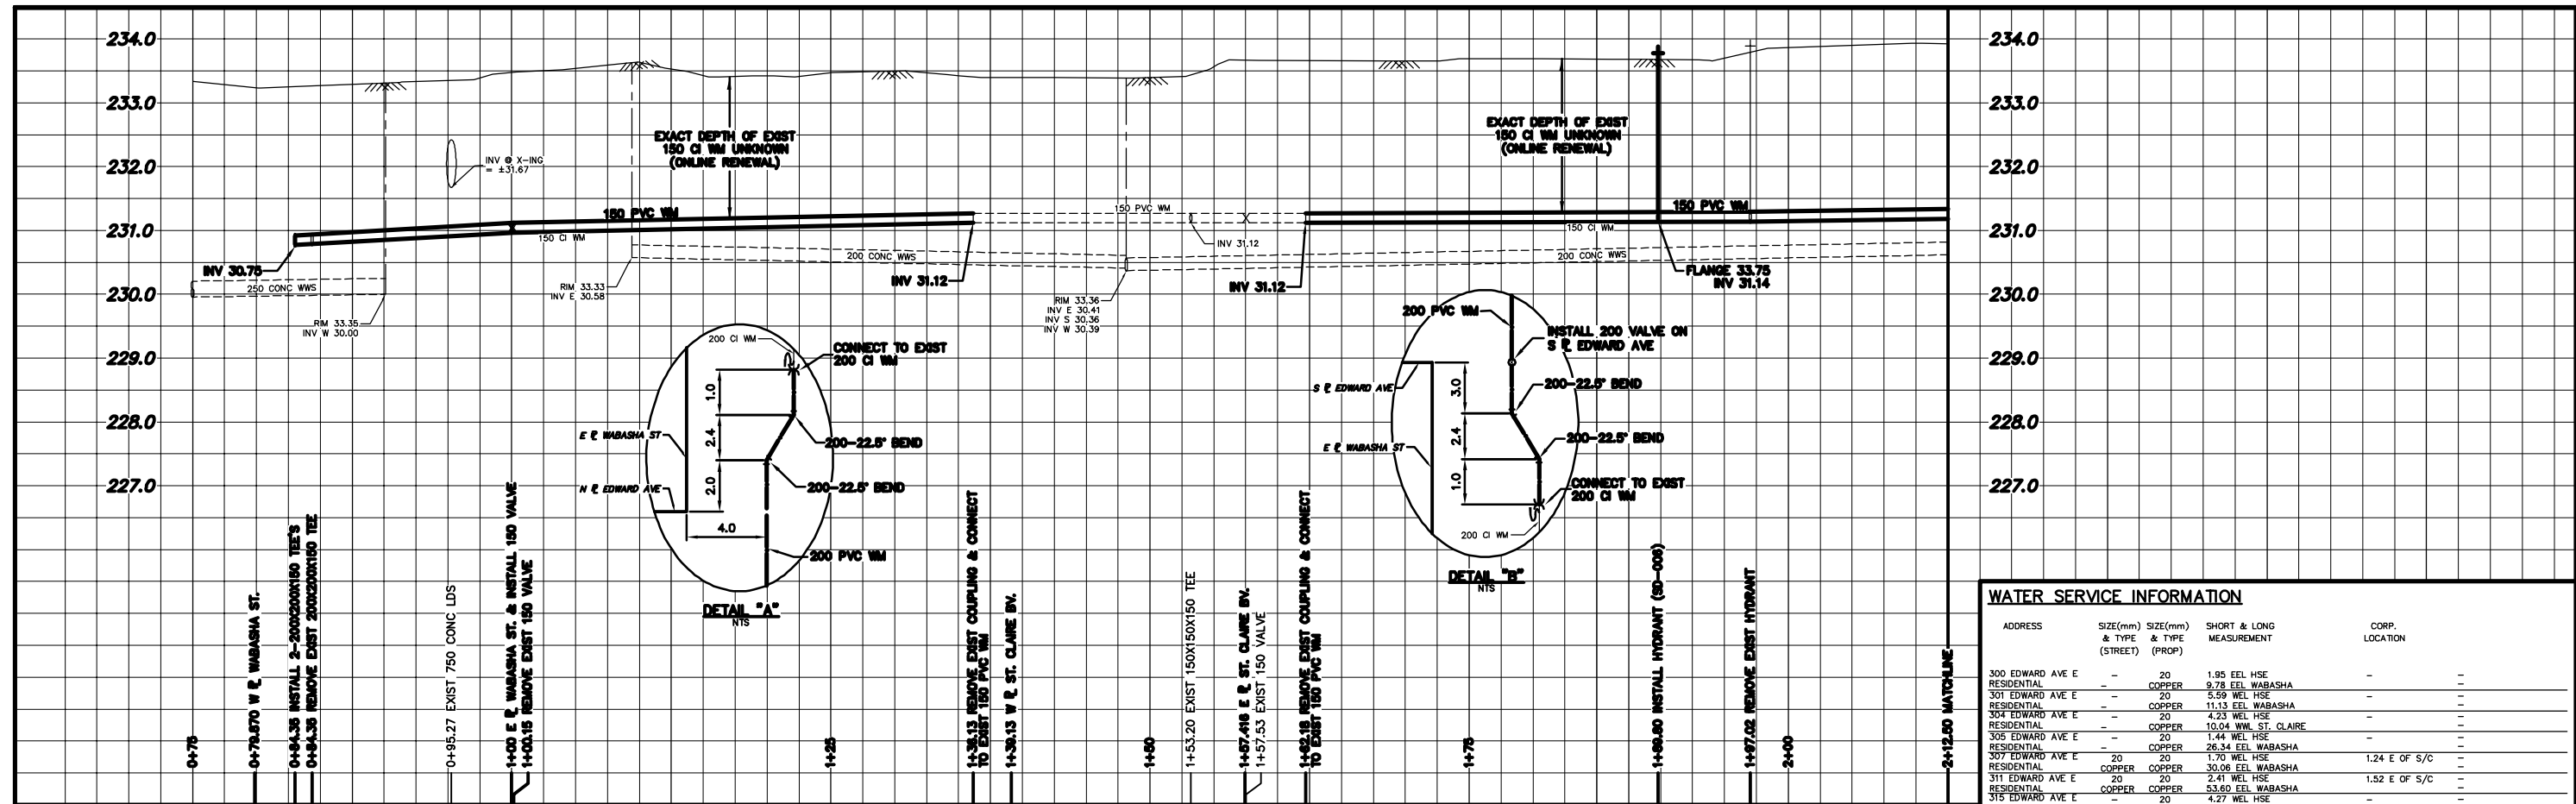 234.0
233.0
232.0
231.0
230.0
229.0
228.0
227.0
234.0
233.0
232.0
231.0
230.0
229.0
228.0
227.0
EXACT DEPTH OF EXIST
150 CI WM UNKNOWN
(ONLINE RENEWAL)
EXACT DEPTH OF EXIST
150 CI WM UNKNOWN
(ONLINE RENEWAL)
INV @ X-ING
= ±31.67
150 PVC WM
150 CI WM
150 PVC WM
150 PVC WM
150 CI WM
INV 30.75
250 CONC WWS
RIM 33.35
INV W 30.00
RIM 33.33
INV E 30.58
200 CONC WWS
INV 31.12
RIM 33.36
INV E 30.41
INV S 30.36
INV W 30.39
INV 31.12
INV 31.12
200 CONC WWS
FLANGE 33.75
INV 31.14
200 CI WM
CONNECT TO EXIST
200 CI WM
1.0
2.4
2.0
4.0
E ⅊ WABASHA ST
N ⅊ EDWARD AVE
200-22.5° BEND
200-22.5° BEND
200 PVC WM
DETAIL "A"
NTS
200 PVC WM
INSTALL 200 VALVE ON
S ⅊ EDWARD AVE
S ⅊ EDWARD AVE
3.0
2.4
1.0
200-22.5° BEND
E ⅊ WABASHA ST
200-22.5° BEND
CONNECT TO EXIST
200 CI WM
200 CI WM
DETAIL "B"
NTS
0+75
0+79.870 W ⅊ WABASHA ST.
0+84.35 INSTALL 2-200X200X150 TEE'S
0+84.35 REMOVE EXIST 200X200X150 TEE
0+95.27 EXIST 750 CONC LDS
1+00 E ⅊ WABASHA ST. & INSTALL 150 VALVE
1+00.15 REMOVE EXIST 150 VALVE
1+25
1+36.13 REMOVE EXIST COUPLING & CONNECT
TO EXIST 150 PVC WM
1+39.13 W ⅊ ST. CLAIRE BV.
1+50
1+53.20 EXIST 150X150X150 TEE
1+57.416 E ⅊ ST. CLAIRE BV.
1+57.53 EXIST 150 VALVE
1+62.18 REMOVE EXIST COUPLING & CONNECT
TO EXIST 150 PVC WM
1+75
1+89.80 INSTALL HYDRANT (SD-006)
1+97.02 REMOVE EXIST HYDRANT
2+00
2+12.50 MATCHLINE
WATER SERVICE INFORMATION
ADDRESS SIZE(mm) SIZE(mm) SHORT & LONG CORP.
& TYPE & TYPE MEASUREMENT LOCATION
(STREET) (PROP)
300 EDWARD AVE E - 20 1.95 EEL HSE - -
RESIDENTIAL - COPPER 9.78 EEL WABASHA -
301 EDWARD AVE E - 20 5.59 WEL HSE - -
RESIDENTIAL - COPPER 11.13 EEL WABASHA -
304 EDWARD AVE E - 20 4.23 WEL HSE - -
RESIDENTIAL - COPPER 10.04 WWL ST. CLAIRE -
305 EDWARD AVE E - 20 1.44 WEL HSE - -
RESIDENTIAL - COPPER 26.34 EEL WABASHA -
307 EDWARD AVE E 20 20 1.70 WEL HSE 1.24 E OF S/C -
RESIDENTIAL COPPER COPPER 30.06 EEL WABASHA -
311 EDWARD AVE E 20 20 2.41 WEL HSE 1.52 E OF S/C -
RESIDENTIAL COPPER COPPER 53.60 EEL WABASHA -
315 EDWARD AVE E - 20 4.27 WEL HSE - -